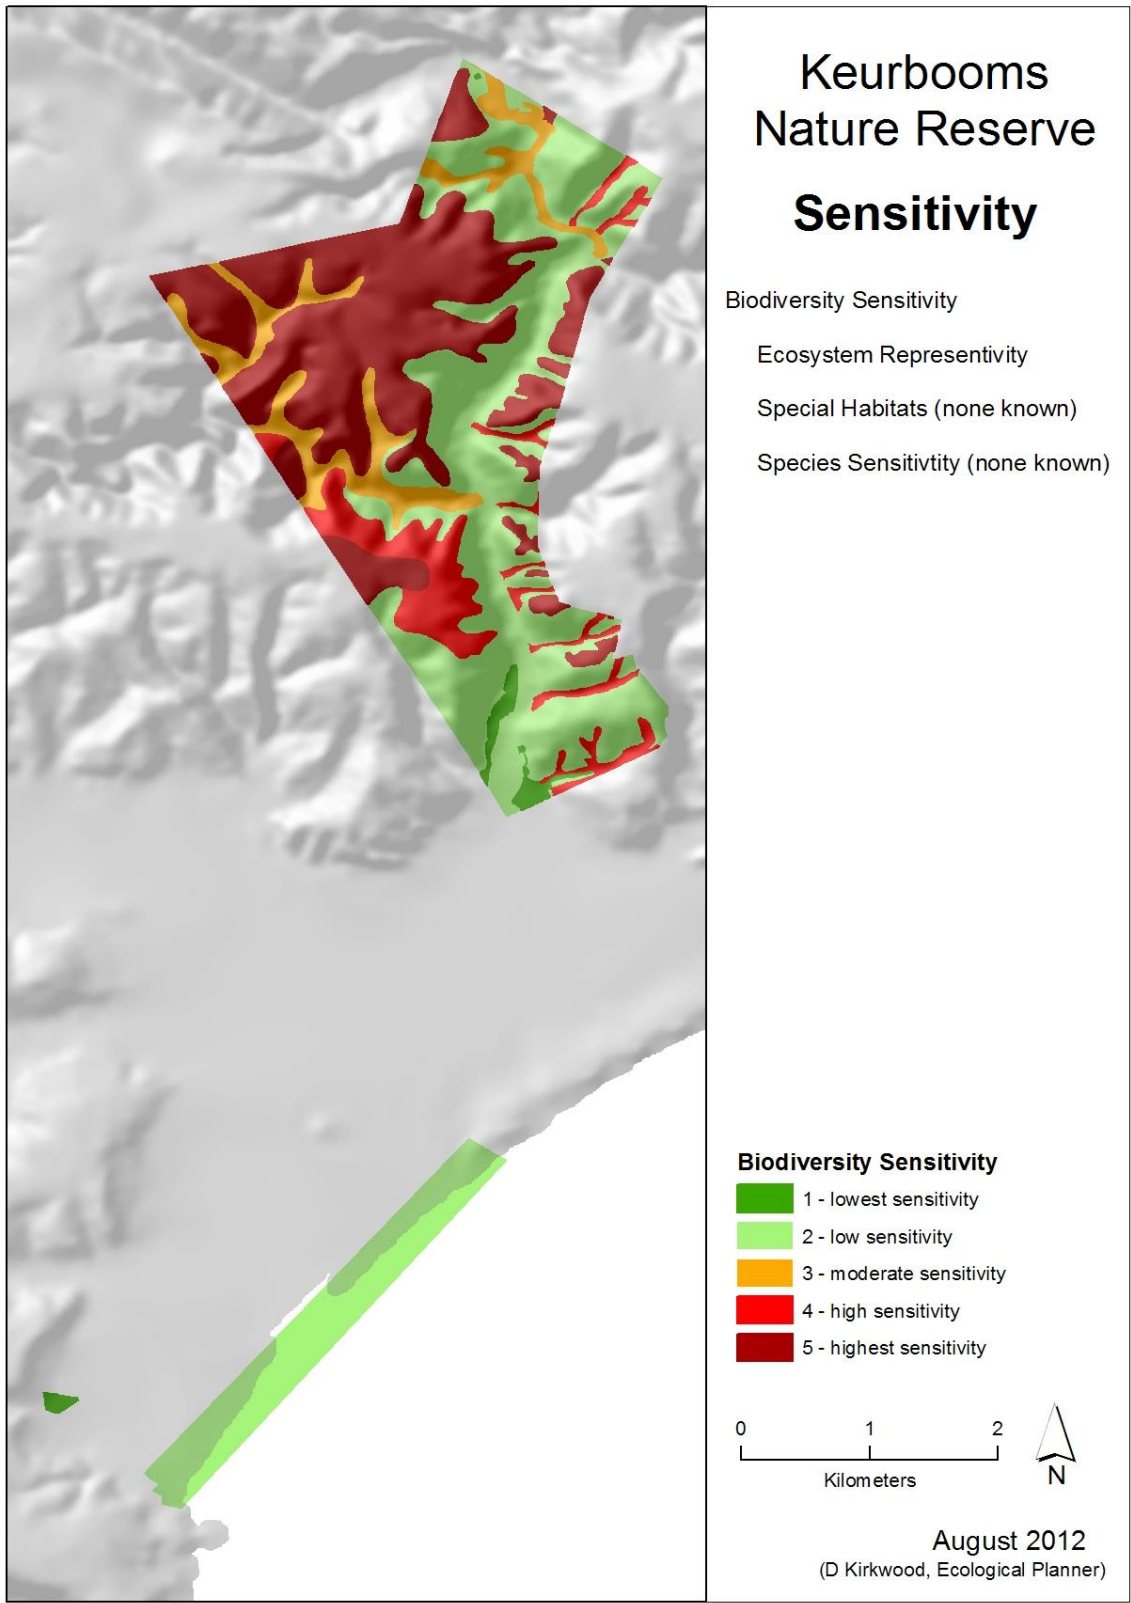 Keurbooms
Nature Reserve
Sensitivity
Biodiversity Sensitivity
Ecosystem Representivity
Special Habitats (none known)
Species Sensitivtity (none known)
Biodiversity Sensitivity
1 - lowest sensitivity
2 - low sensitivity
3 - moderate sensitivity
4 - high sensitivity
5 - highest sensitivity
0 1 2
Kilometers
N
August 2012
(D Kirkwood, Ecological Planner)